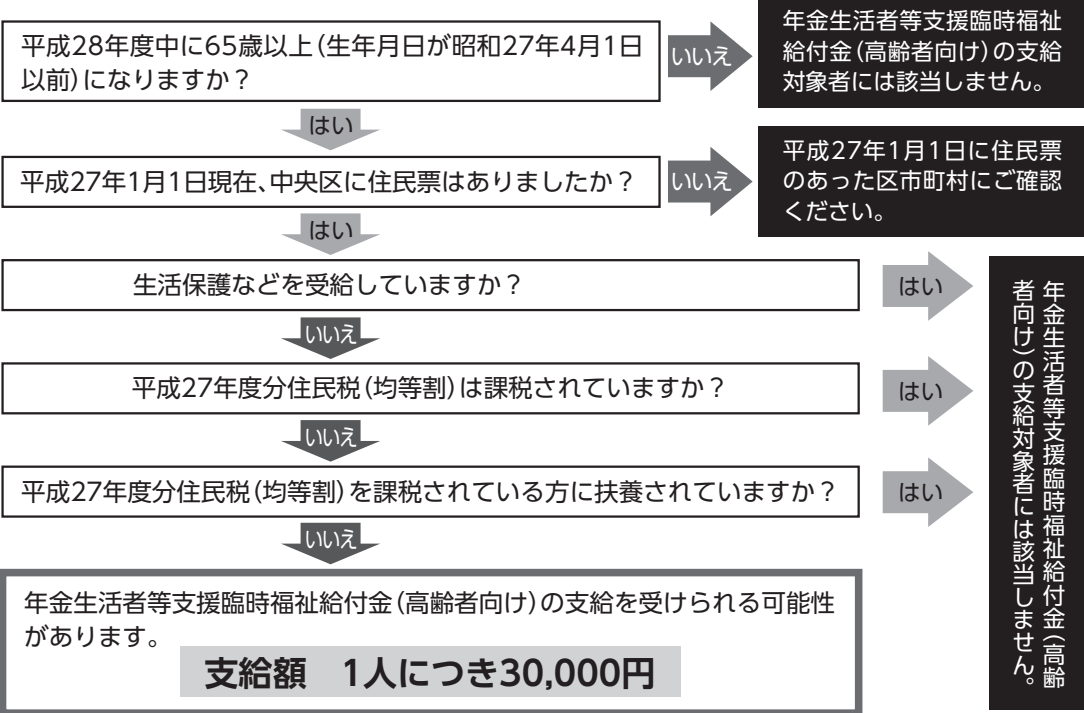 平成28年度中に65歳以上(生年月日が昭和27年4月1日
以前)になりますか？
いいえ
年金生活者等支援臨時福祉
給付金(高齢者向け)の支給
対象者には該当しません。
はい
平成27年1月1日現在、中央区に住民票はありましたか？
いいえ
平成27年1月1日に住民票
のあった区市町村にご確認
ください。
はい
生活保護などを受給していますか？
はい
いいえ
平成27年度分住民税(均等割)は課税されていますか？
はい
いいえ
平成27年度分住民税(均等割)を課税されている方に扶養されていますか？
はい
いいえ
年金生活者等支援臨時福祉給付金(高齢
者向け)の支給対象者には該当しません。
年金生活者等支援臨時福祉給付金(高齢者向け)の支給を受けられる可能性
があります。
支給額　1人につき30,000円